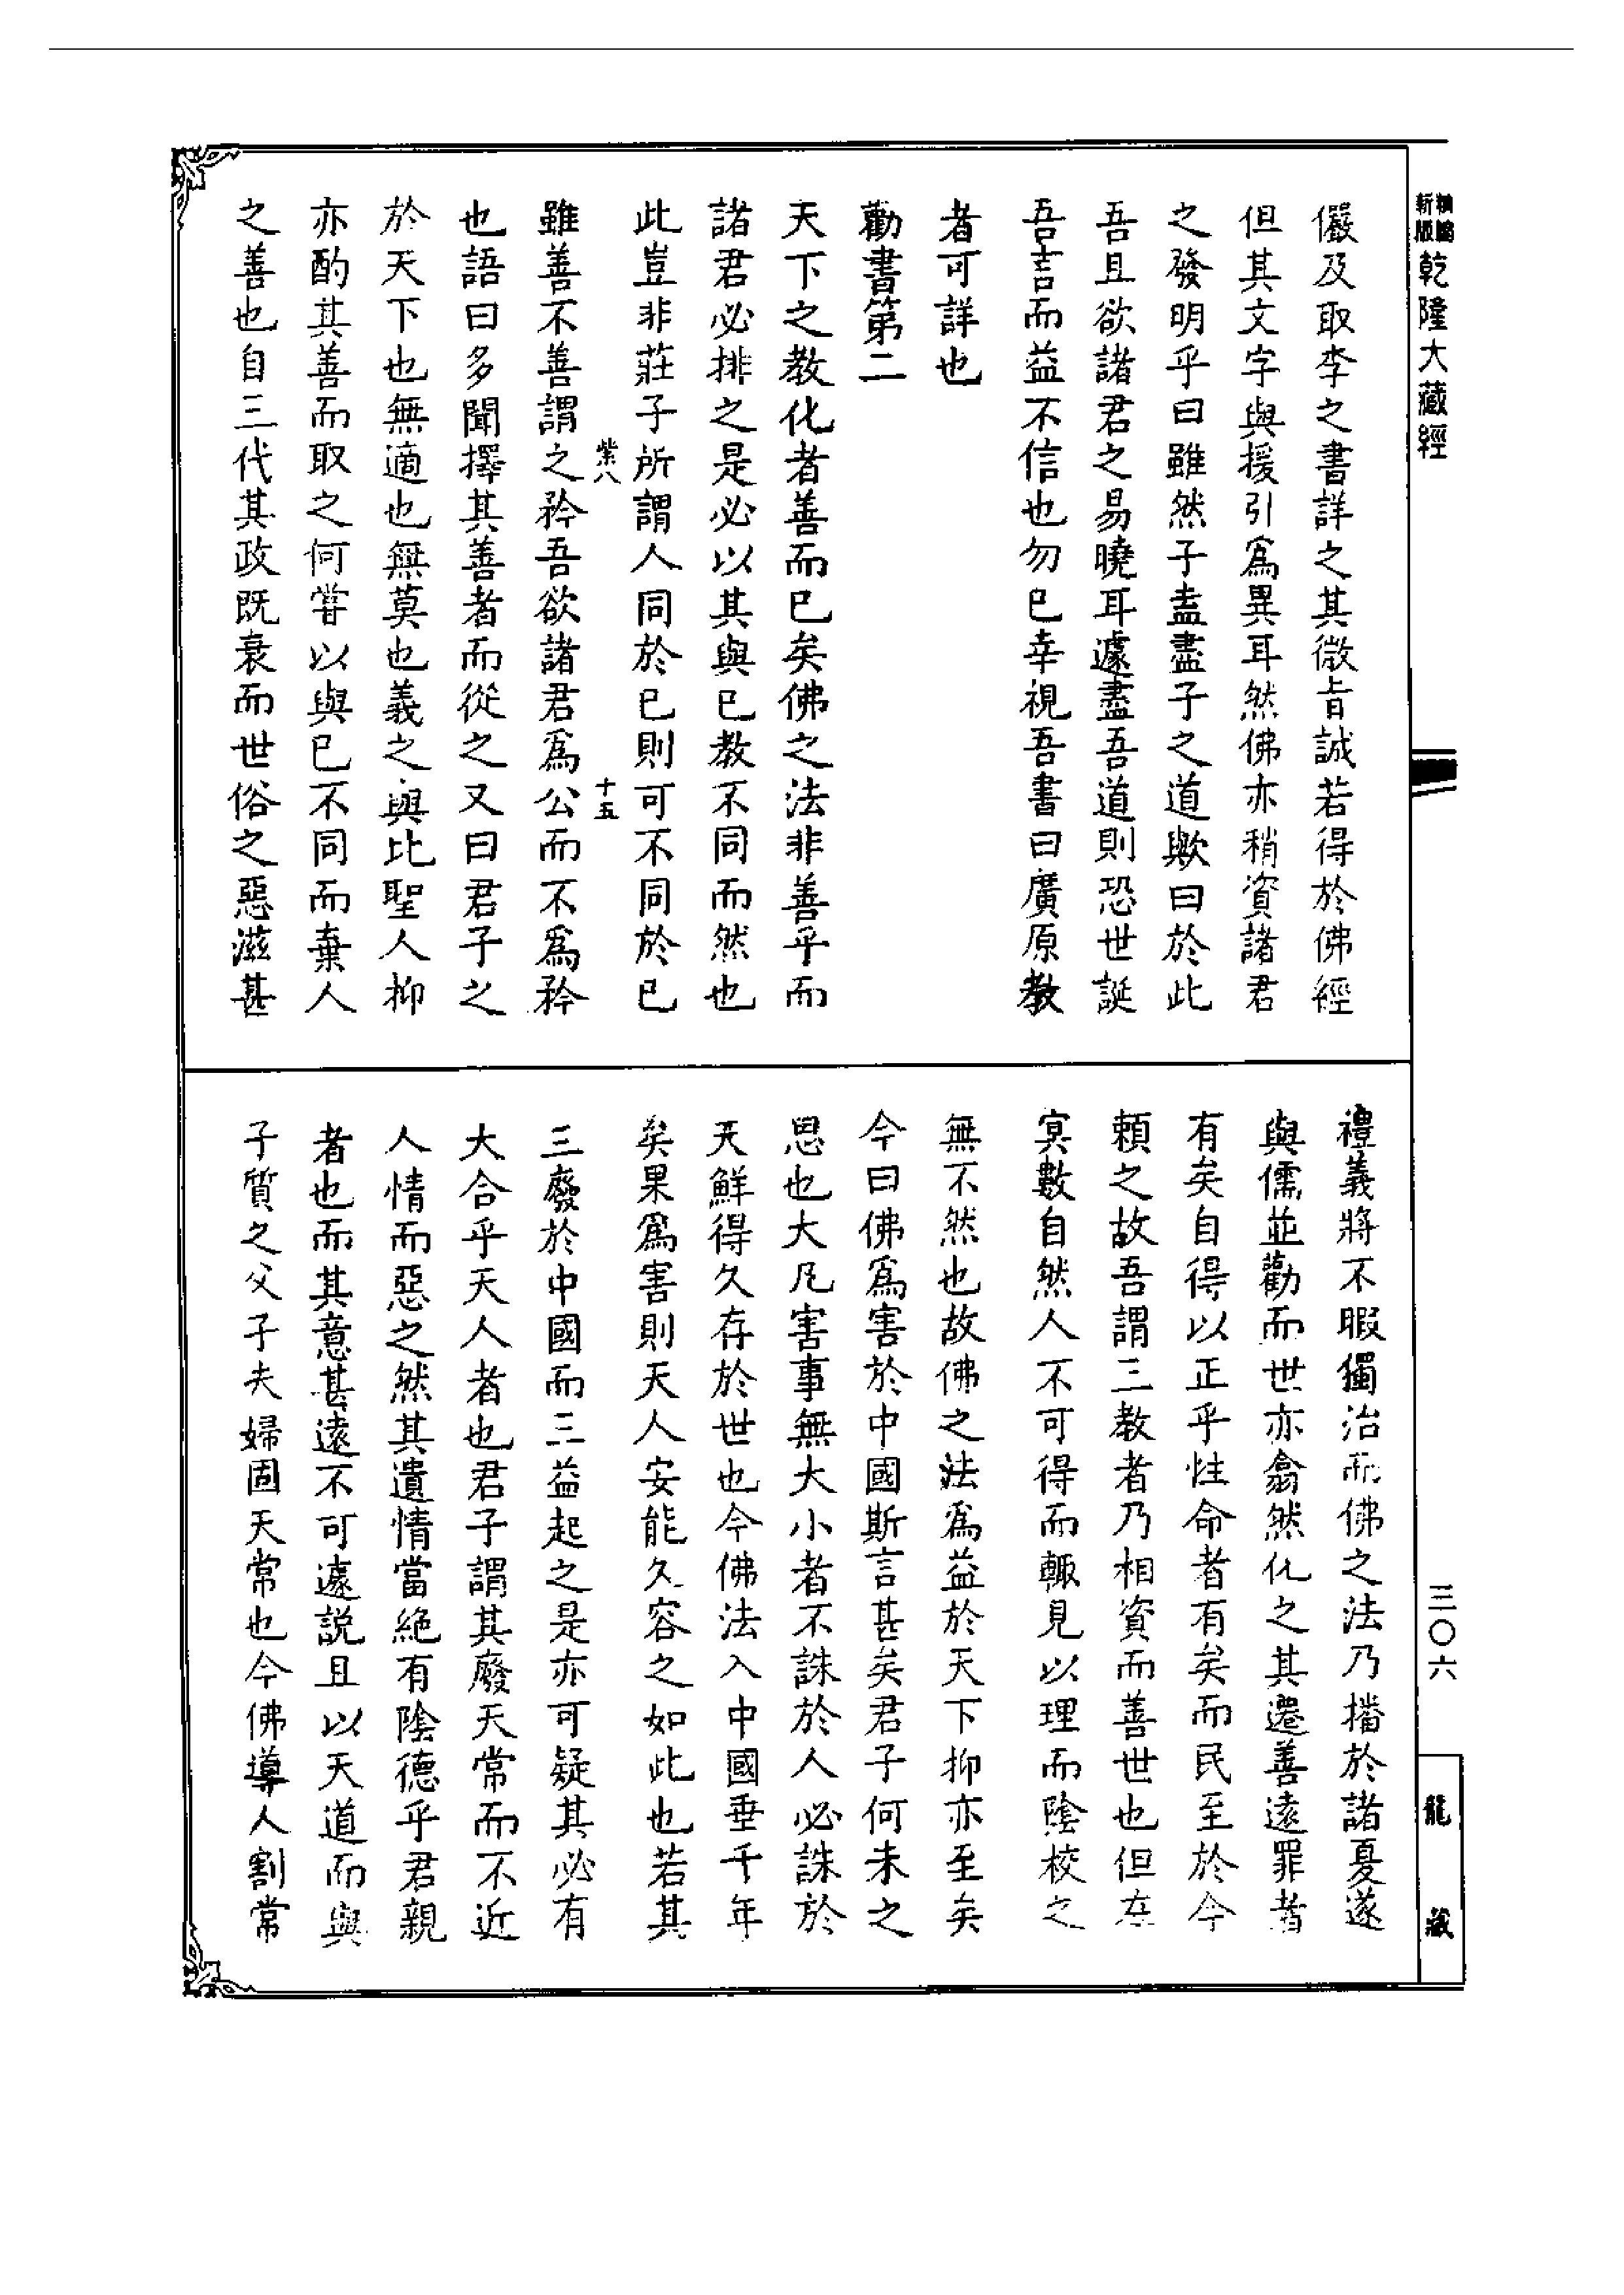 精鏽新版乾隆大藏經
儼及取李之書詳之其微旨誠若得於佛經
但其文字與援引爲異耳然佛亦稍資諸君
之發明乎曰雖然子盍盡子之道歟曰於此
吾且欲諸君之易曉耳遽盡吾道則恐世誕
吾言而益不信也勿已幸視吾書曰廣原教
者可詳也
勸書第二
天下之教化者善而已矣佛之法非善乎而
諸君必排之是必以其與已教不同而然也
此豈非莊子所謂人同於已則可不同於已
紫八 十五
雖善不善謂之矜吾欲諸君爲公而不爲矜
也語曰多聞擇其善者而從之又曰君子之
於天下也無適也無莫也義之與比聖人抑
亦酌其善而取之何甞以與已不同而棄人
之善也自三代其政既衰而世俗之惡滋甚
禮義將不暇獨治而佛之法乃播於諸夏遂
與儒並勸而世亦翕然化之其遷善遠罪者
有矣自得以正乎性命者有矣而民至於今
賴之故吾謂三教者乃相資而善世也但在
冥數自然人不可得而輒見以理而陰校之
無不然也故佛之法爲益於天下抑亦至矣
今曰佛爲害於中國斯言甚矣君子何未之
思也大凡害事無大小者不誅於人必誅於
天鮮得久存於世也今佛法入中國垂千年
矣果爲害則天人安能久容之如此也若其
三廢於中國而三益起之是亦可疑其必有
大合乎天人者也君子謂其廢天常而不近
人情而惡之然其遺情當絕有陰德乎君親
者也而其意甚遠不可遽説且以天道而與
子質之父子夫婦固天常也今佛導人割常
三〇六
龍藏